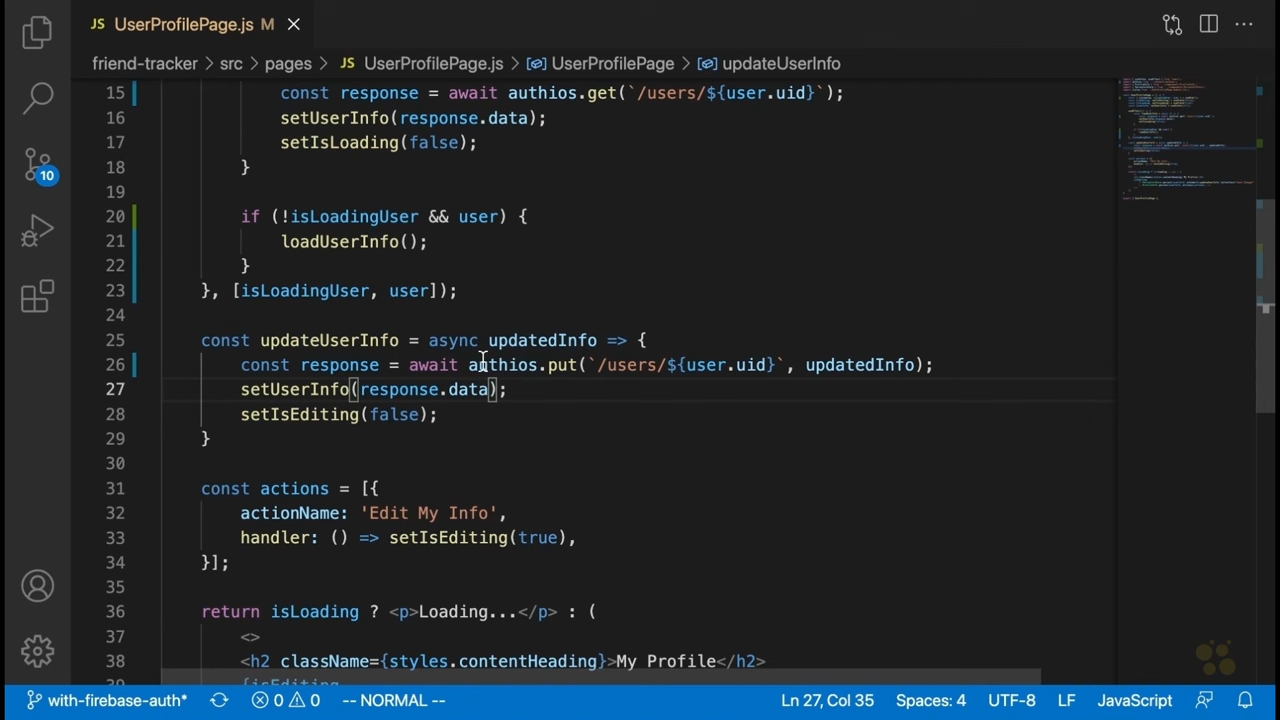 JS UserProfilePage.js M
friend-tracker > src > pages > JS UserProfilePage.js > UserProfilePage > updateUserInfo
15 const response = await authios.get(`/users/${user.uid}`);
16 setUserInfo(response.data);
17 setIsLoading(false);
18 }
19
20 if (!isLoadingUser && user) {
21 loadUserInfo();
22 }
23 }, [isLoadingUser, user]);
24
25 const updateUserInfo = async updatedInfo => {
26 const response = await authios.put(`/users/${user.uid}`, updatedInfo);
27 setUserInfo(response.data);
28 setIsEditing(false);
29 }
30
31 const actions = [{
32 actionName: 'Edit My Info',
33 handler: () => setIsEditing(true),
34 }];
35
36 return isLoading ? <p>Loading...</p> : (
37 <>
38 <h2 className={styles.contentHeading}>My Profile</h2>
39 {isEditing
10
with-firebase-auth* 0 0 -- NORMAL -- Ln 27, Col 35 Spaces: 4 UTF-8 LF JavaScript